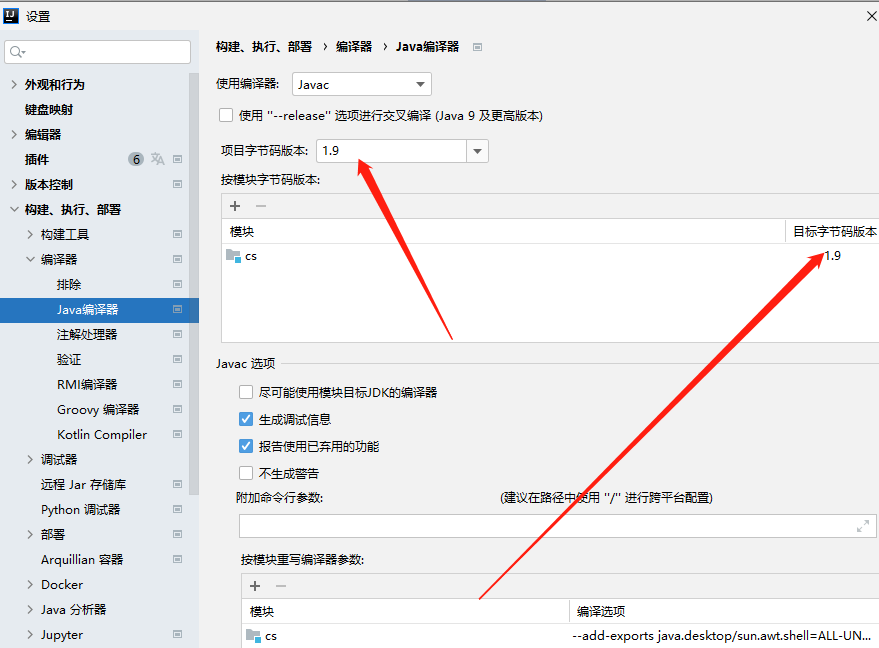 设置
外观和行为
键盘映射
编辑器
插件 6
版本控制
构建、执行、部署
构建工具
编译器
排除
Java编译器
注解处理器
验证
RMI编译器
Groovy 编译器
Kotlin Compiler
调试器
远程 Jar 存储库
Python 调试器
部署
Arquillian 容器
Docker
Java 分析器
Jupyter
构建、执行、部署 › 编译器 › Java编译器
使用编译器: Javac
使用 "--release" 选项进行交叉编译 (Java 9 及更高版本)
项目字节码版本: 1.9
按模块字节码版本:
模块 目标字节码版本
cs 1.9
Javac 选项
尽可能使用模块目标JDK的编译器
生成调试信息
报告使用已弃用的功能
不生成警告
附加命令行参数: (建议在路径中使用 "/" 进行跨平台配置)
按模块重写编译器参数:
模块 编译选项
cs --add-exports java.desktop/sun.awt.shell=ALL-UN...